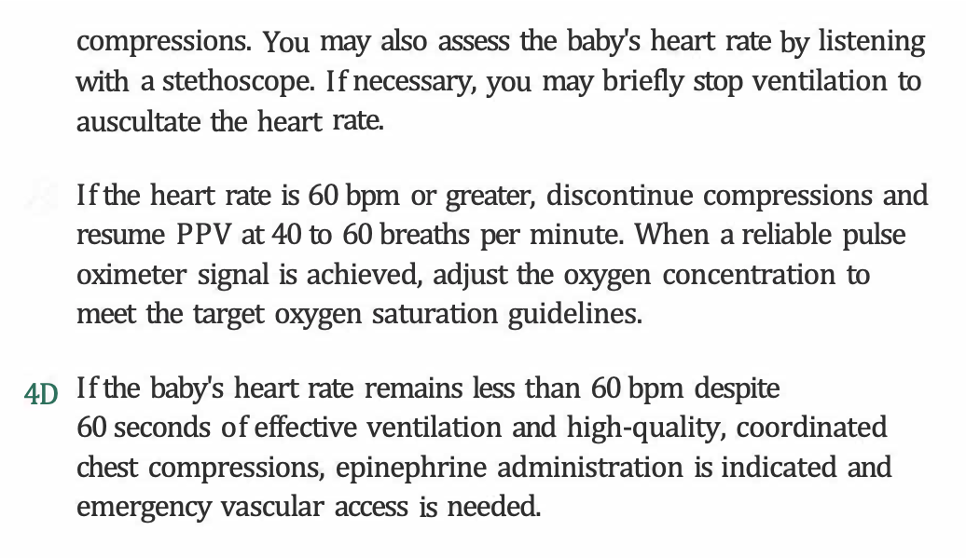 compressions. You may also assess the baby's heart rate by listening
with a stethoscope. If necessary, you may briefly stop ventilation to
auscultate the heart rate.
If the heart rate is 60 bpm or greater, discontinue compressions and
resume PPV at 40 to 60 breaths per minute. When a reliable pulse
oximeter signal is achieved, adjust the oxygen concentration to
meet the target oxygen saturation guidelines.
4D If the baby's heart rate remains less than 60 bpm despite
60 seconds of effective ventilation and high-quality, coordinated
chest compressions, epinephrine administration is indicated and
emergency vascular access is needed.